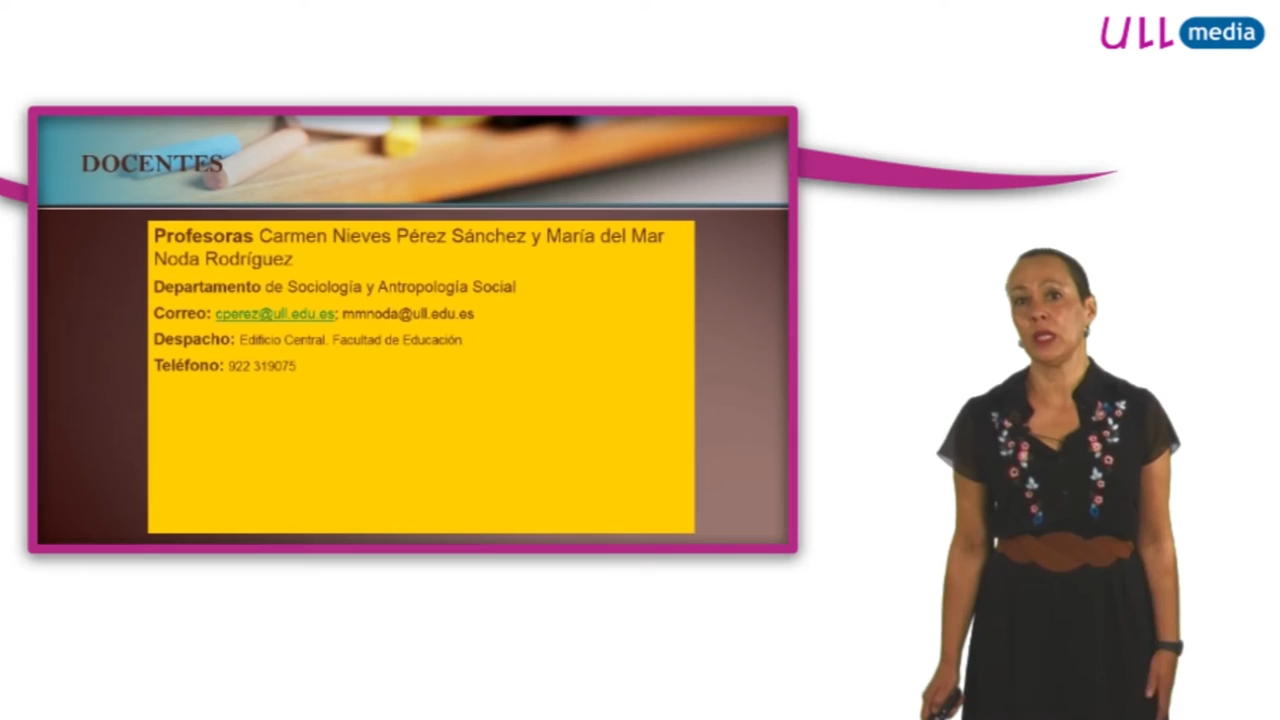 ULL media
DOCENTES
Profesoras Carmen Nieves Pérez Sánchez y María del Mar
Noda Rodríguez
Departamento de Sociología y Antropología Social
Correo: cperez@ull.edu.es; mmnoda@ull.edu.es
Despacho: Edificio Central. Facultad de Educación
Teléfono: 922 319075